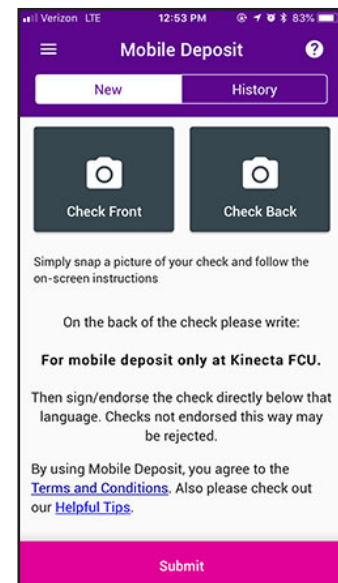 Verizon LTE 12:53 PM 83%
Mobile Deposit ?
New History
Check Front Check Back
Simply snap a picture of your check and follow the
on-screen instructions
On the back of the check please write:
For mobile deposit only at Kinecta FCU.
Then sign/endorse the check directly below that
language. Checks not endorsed this way may
be rejected.
By using Mobile Deposit, you agree to the
Terms and Conditions. Also please check out
our Helpful Tips.
Submit